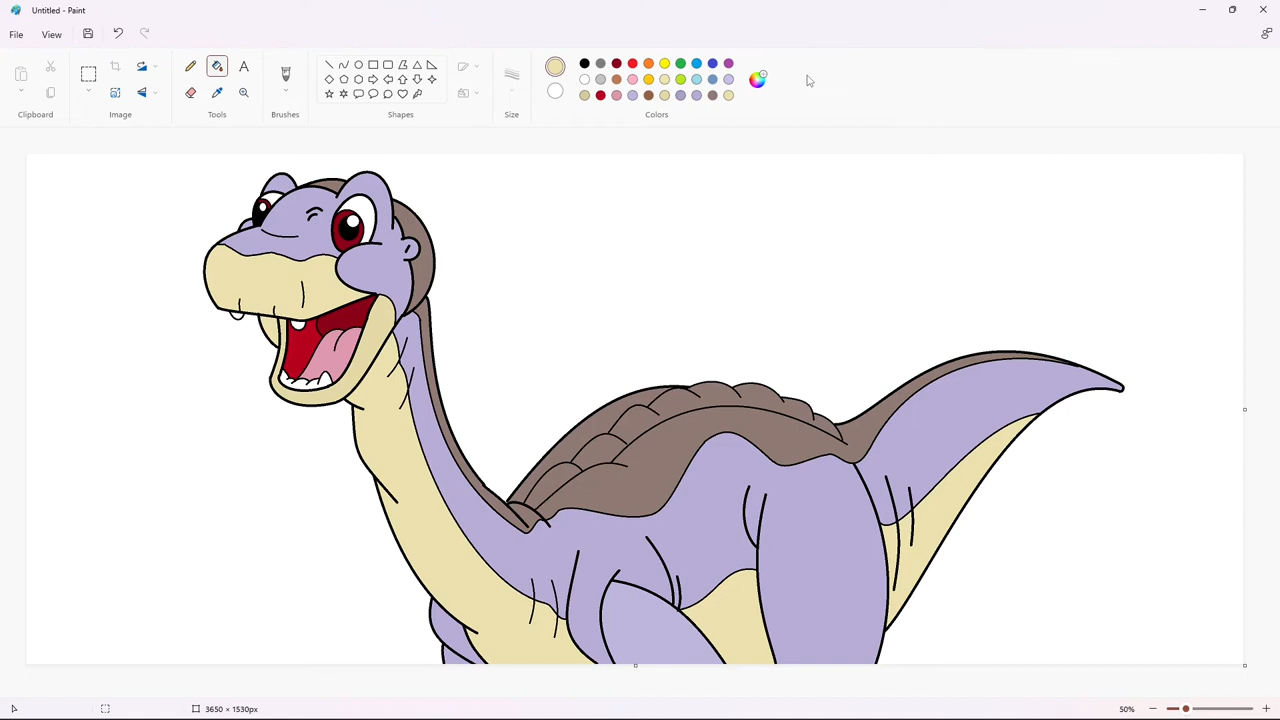 Untitled - Paint
File View
A
Clipboard Image Tools Brushes Shapes Size Colors
3650 × 1530px 50%